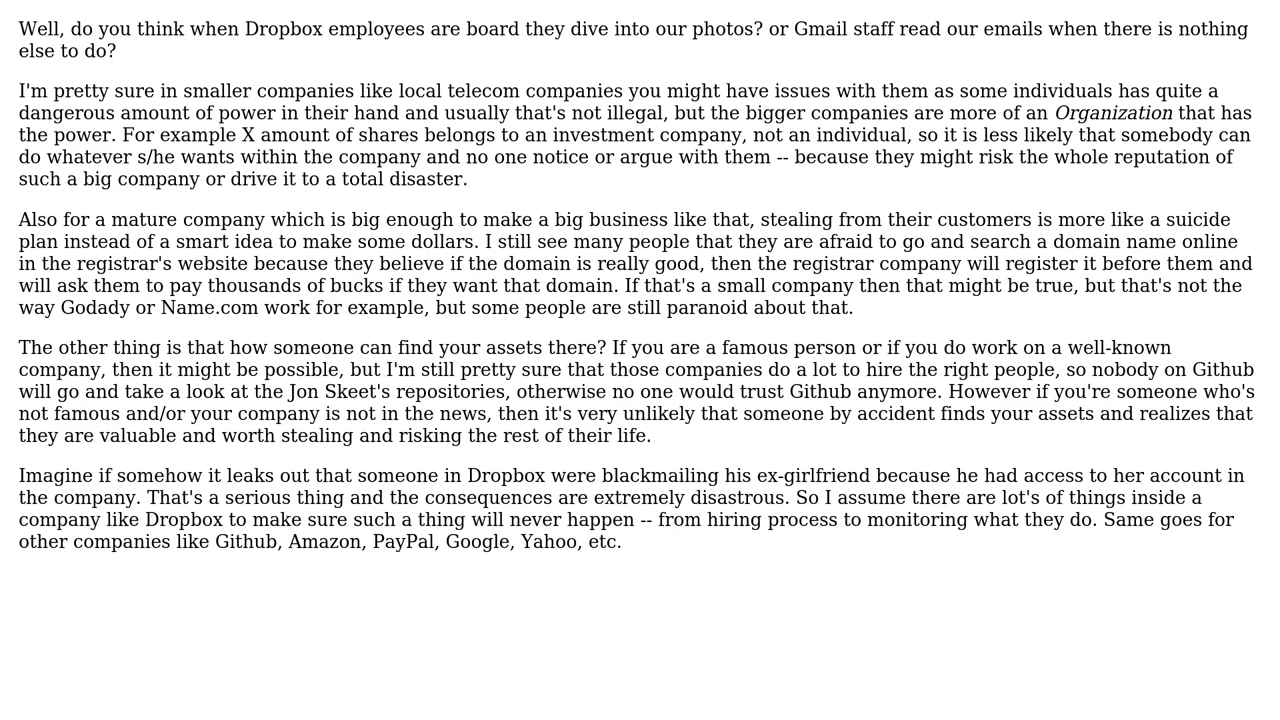 Well, do you think when Dropbox employees are board they dive into our photos? or Gmail staff read our emails when there is nothing
else to do?
I'm pretty sure in smaller companies like local telecom companies you might have issues with them as some individuals has quite a
dangerous amount of power in their hand and usually that's not illegal, but the bigger companies are more of an Organization that has
the power. For example X amount of shares belongs to an investment company, not an individual, so it is less likely that somebody can
do whatever s/he wants within the company and no one notice or argue with them -- because they might risk the whole reputation of
such a big company or drive it to a total disaster.
Also for a mature company which is big enough to make a big business like that, stealing from their customers is more like a suicide
plan instead of a smart idea to make some dollars. I still see many people that they are afraid to go and search a domain name online
in the registrar's website because they believe if the domain is really good, then the registrar company will register it before them and
will ask them to pay thousands of bucks if they want that domain. If that's a small company then that might be true, but that's not the
way Godady or Name.com work for example, but some people are still paranoid about that.
The other thing is that how someone can find your assets there? If you are a famous person or if you do work on a well-known
company, then it might be possible, but I'm still pretty sure that those companies do a lot to hire the right people, so nobody on Github
will go and take a look at the Jon Skeet's repositories, otherwise no one would trust Github anymore. However if you're someone who's
not famous and/or your company is not in the news, then it's very unlikely that someone by accident finds your assets and realizes that
they are valuable and worth stealing and risking the rest of their life.
Imagine if somehow it leaks out that someone in Dropbox were blackmailing his ex-girlfriend because he had access to her account in
the company. That's a serious thing and the consequences are extremely disastrous. So I assume there are lot's of things inside a
company like Dropbox to make sure such a thing will never happen -- from hiring process to monitoring what they do. Same goes for
other companies like Github, Amazon, PayPal, Google, Yahoo, etc.